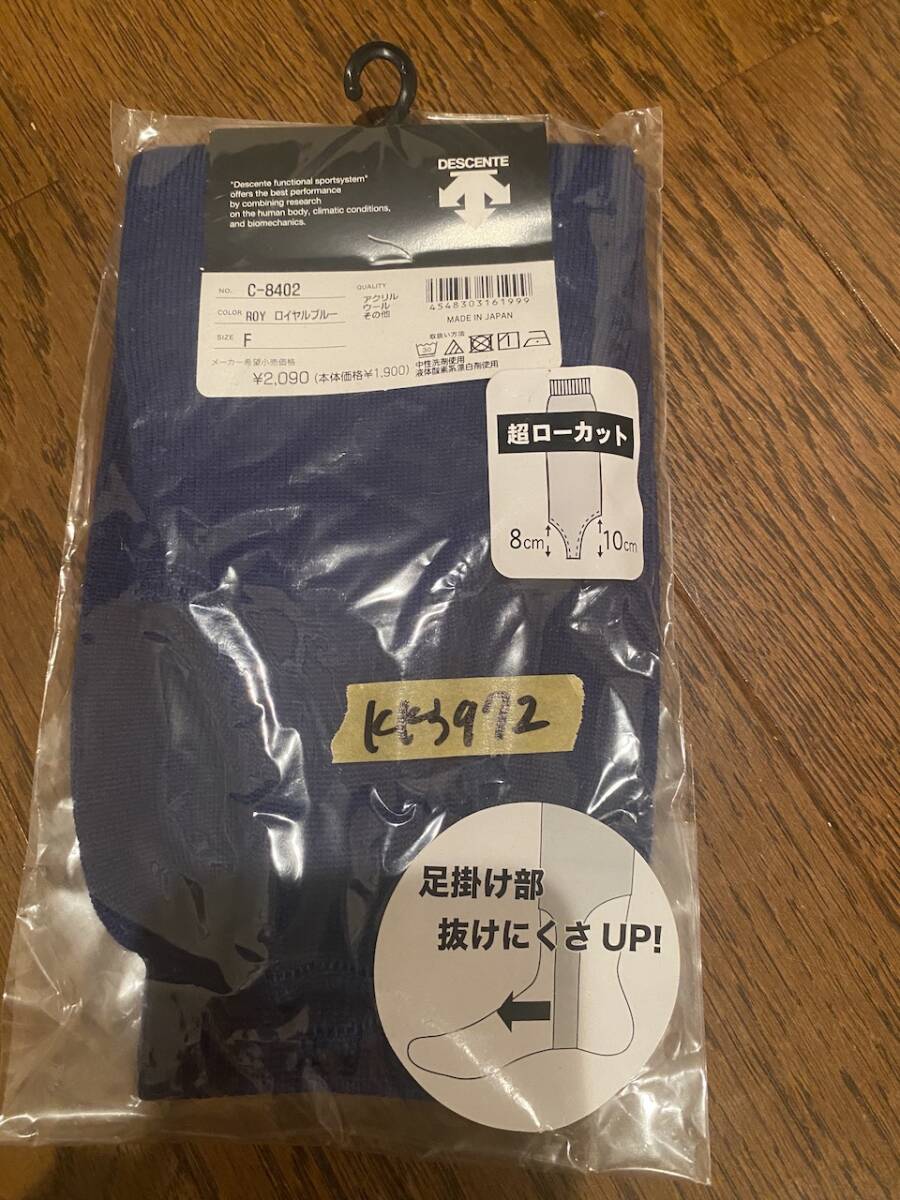 DESCENTE
"Descente functional sportsystem"
offers the best performance
by combining research
on the human body, climatic conditions,
and biomechanics.
NO. C-8402
COLOR ROY ロイヤルブルー
SIZE F
QUALITY
アクリル
ウール
その他
4548303161999
MADE IN JAPAN
取扱い方法
30
中性洗剤使用
液体酸素系漂白剤使用
メーカー希望小売価格
¥2,090 (本体価格¥1,900)
超ローカット
8cm 10cm
KK3972
足掛け部
抜けにくさ UP!